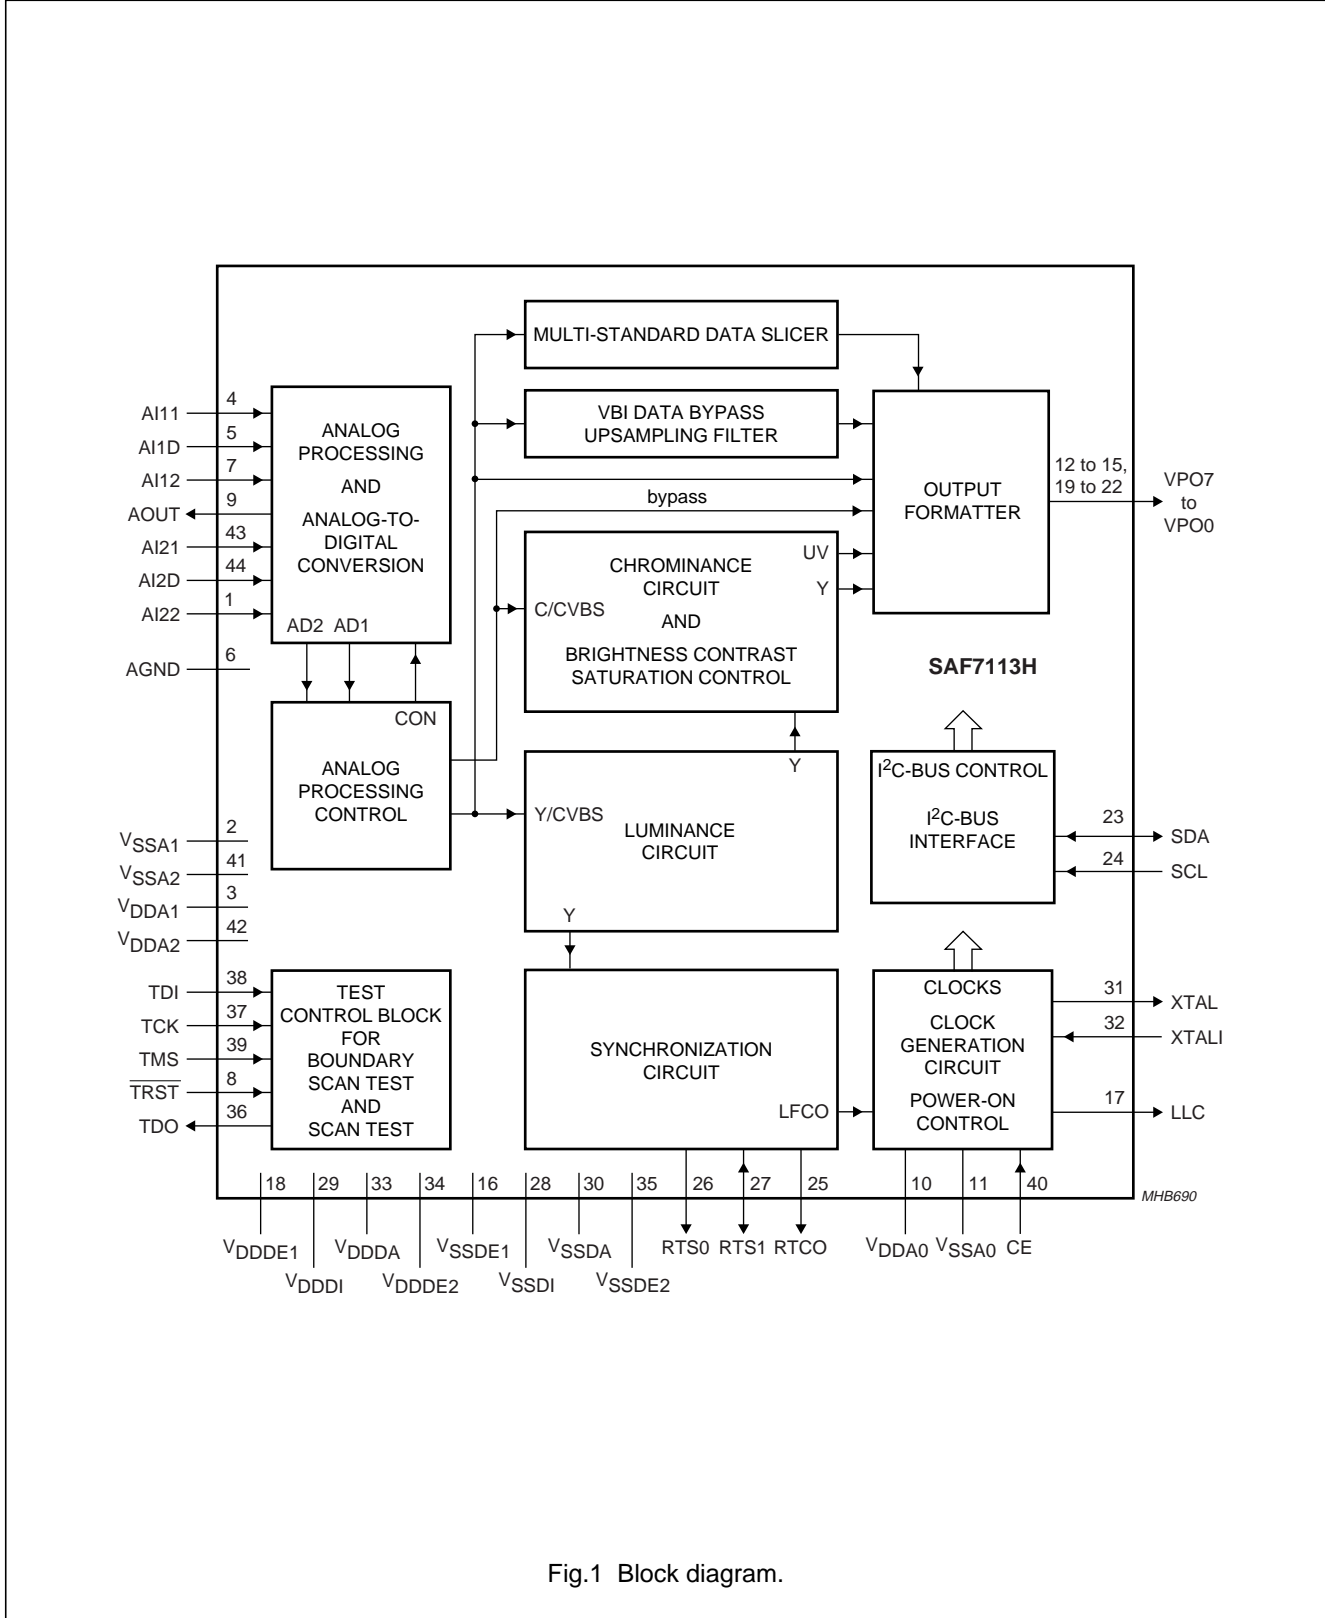 MULTI-STANDARD DATA SLICER
VBI DATA BYPASS
UPSAMPLING FILTER
bypass
AI11
4
AI1D
5
AI12
7
AOUT
9
AI21
43
AI2D
44
AI22
1
AGND
6
ANALOG
PROCESSING
AND
ANALOG-TO-
DIGITAL
CONVERSION
AD2 AD1
CON
ANALOG
PROCESSING
CONTROL
OUTPUT
FORMATTER
12 to 15,
19 to 22
VPO7
to
VPO0
UV
Y
CHROMINANCE
CIRCUIT
C/CVBS
AND
BRIGHTNESS CONTRAST
SATURATION CONTROL
SAF7113H
Y
Y/CVBS
LUMINANCE
CIRCUIT
Y
I2C-BUS CONTROL
I2C-BUS
INTERFACE
23
SDA
24
SCL
VSSA1
2
VSSA2
41
VDDA1
3
VDDA2
42
TDI
38
TCK
37
TMS
39
TRST
8
TDO
36
TEST
CONTROL BLOCK
FOR
BOUNDARY
SCAN TEST
AND
SCAN TEST
SYNCHRONIZATION
CIRCUIT
LFCO
CLOCKS
CLOCK
GENERATION
CIRCUIT
POWER-ON
CONTROL
31
XTAL
32
XTALI
17
LLC
18 29 33 34 16 28 30 35 26 27 25 10 11 40
MHB690
VDDDE1 VDDDA VSSDE1 VSSDA RTS0 RTS1 RTCO VDDA0 VSSA0 CE
VDDDI VDDDE2 VSSDI VSSDE2
Fig.1 Block diagram.